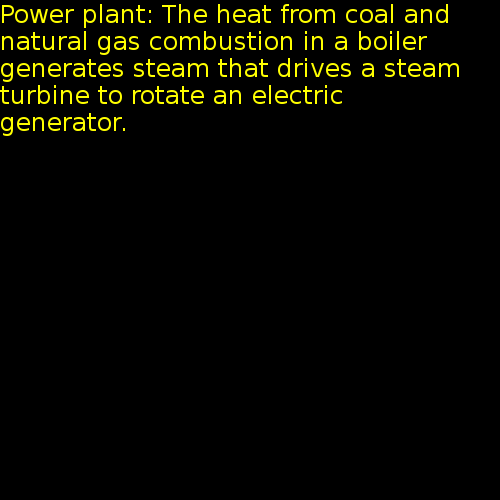 Power plant: The heat from coal and
natural gas combustion in a boiler
generates steam that drives a steam
turbine to rotate an electric
generator.